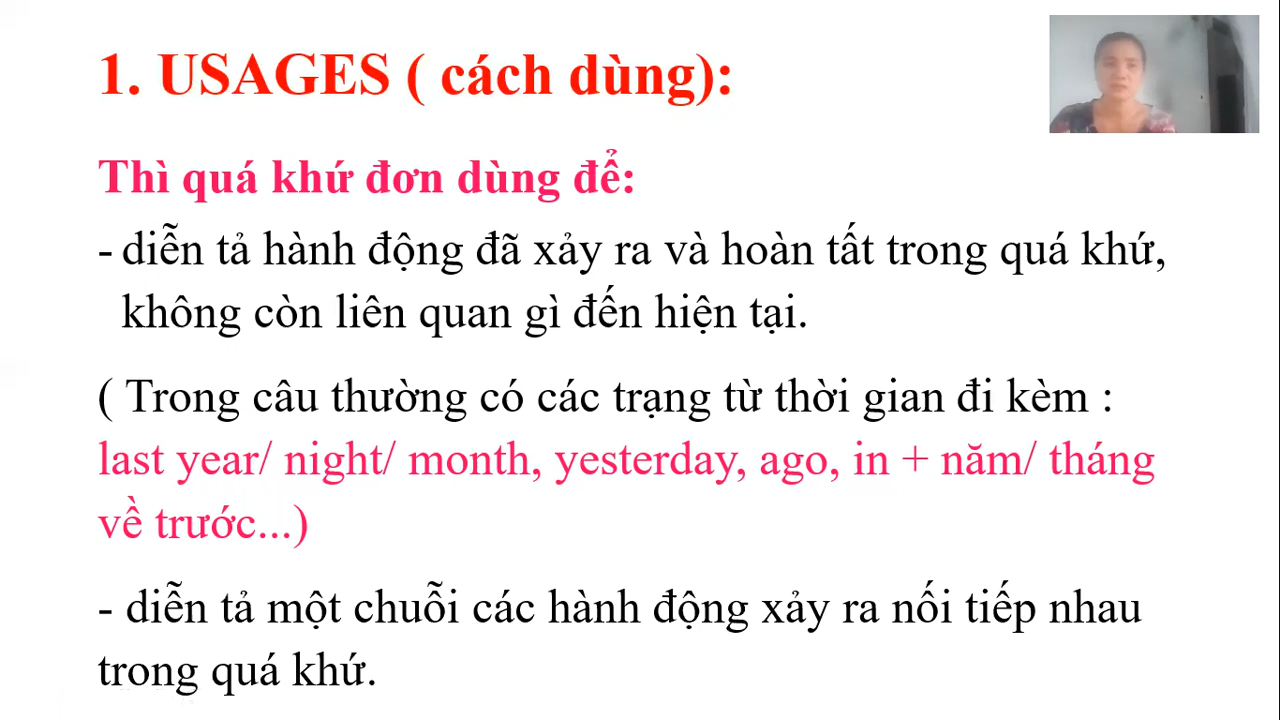 1. USAGES ( cách dùng):
Thì quá khứ đơn dùng để:
- diễn tả hành động đã xảy ra và hoàn tất trong quá khứ,
không còn liên quan gì đến hiện tại.
( Trong câu thường có các trạng từ thời gian đi kèm :
last year/ night/ month, yesterday, ago, in + năm/ tháng
về trước...)
- diễn tả một chuỗi các hành động xảy ra nối tiếp nhau
trong quá khứ.